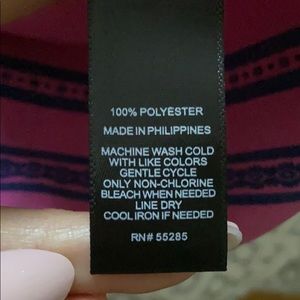 100% POLYESTER
MADE IN PHILIPPINES
MACHINE WASH COLD
WITH LIKE COLORS
GENTLE CYCLE
ONLY NON-CHLORINE
BLEACH WHEN NEEDED
LINE DRY
COOL IRON IF NEEDED
RN# 55285